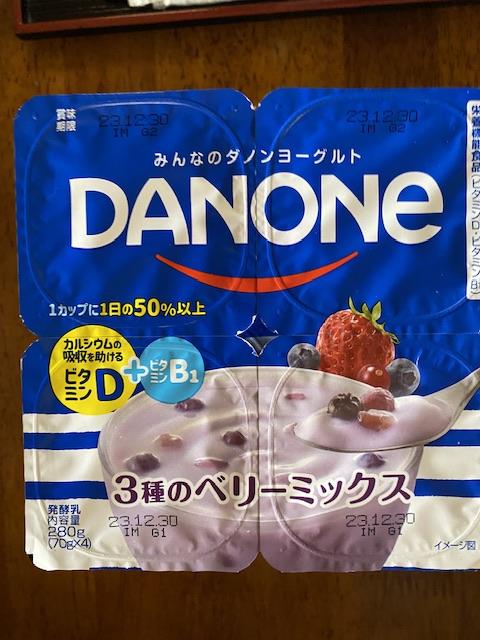 賞味
期限
23.12.30
IM G2
23.12.30
IM G2
栄養機能食品(ビタミンD・ビタミンB1)
みんなのダノンヨーグルト
DANONE
1カップに1日の50%以上
カルシウムの
吸収を助ける
ビタミンD
+
ビタミンB1
3種のベリーミックス
発酵乳
内容量
280g
(70g×4)
23.12.30
IM G1
23.12.30
IM G1
イメージ図